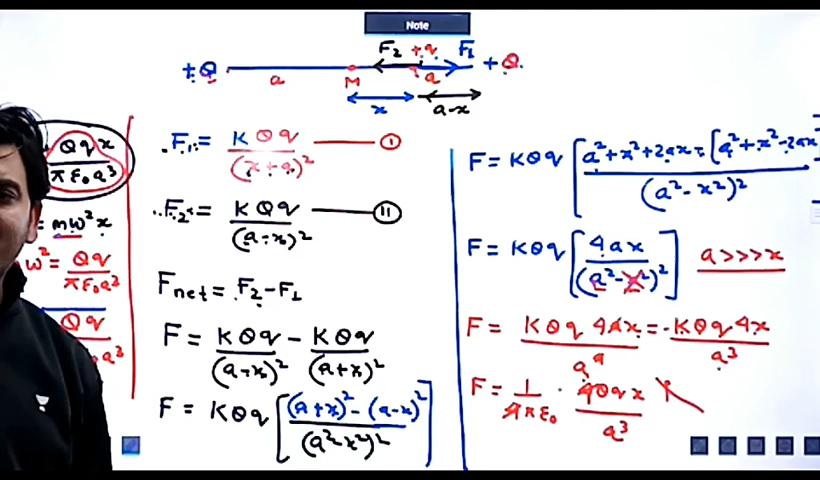 Note
+Q a M F₂ +q F₁ +Q
a
x a-x
Qqx
πε₀a³
= mω²x
ω² = Qq / πε₀a³
Qq
a³
F₁ = KQq / (x+a)² ——— ①
F₂ = KQq / (a-x)² ——— ⑪
Fnet = F₂-F₁
F = KQq / (a-x)² - KQq / (a+x)²
F = KQq [ (a+x)² - (a-x)² / (a²-x²)² ]
F = KQq [ a²+x²+2ax - [a²+x²-2ax / (a²-x²)²
F = KQq [ 4ax / (a²-x²)² ] a>>>x
F = KQq 4ax / a⁴ = KQq4x / a³
F = 1 / 4πε₀ · 4Qqx / a³